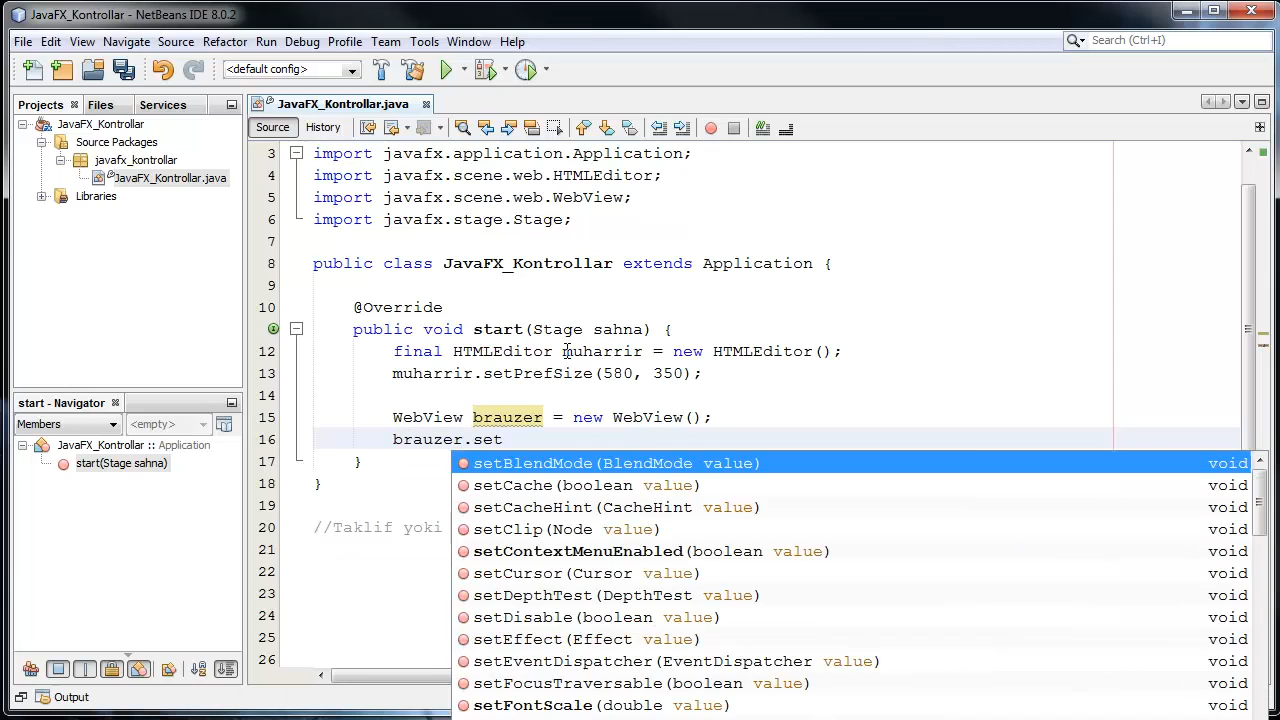 JavaFX_Kontrollar - NetBeans IDE 8.0.2
File Edit View Navigate Source Refactor Run Debug Profile Team Tools Window Help
Search (Ctrl+I)
<default config>
Projects Files Services
JavaFX_Kontrollar
Source Packages
javafx_kontrollar
JavaFX_Kontrollar.java
Libraries
start - Navigator
Members <empty>
JavaFX_Kontrollar :: Application
start(Stage sahna)
JavaFX_Kontrollar.java
Source History
3 import javafx.application.Application;
4 import javafx.scene.web.HTMLEditor;
5 import javafx.scene.web.WebView;
6 import javafx.stage.Stage;
7
8 public class JavaFX_Kontrollar extends Application {
9
10 @Override
public void start(Stage sahna) {
12 final HTMLEditor muharrir = new HTMLEditor();
13 muharrir.setPrefSize(580, 350);
14
15 WebView brauzer = new WebView();
16 brauzer.set
17 }
18 }
19
20 //Taklif yoki
21
22
23
24
25
26
setBlendMode(BlendMode value) void
setCache(boolean value) void
setCacheHint(CacheHint value) void
setClip(Node value) void
setContextMenuEnabled(boolean value) void
setCursor(Cursor value) void
setDepthTest(DepthTest value) void
setDisable(boolean value) void
setEffect(Effect value) void
setEventDispatcher(EventDispatcher value) void
setFocusTraversable(boolean value) void
setFontScale(double value) void
Output